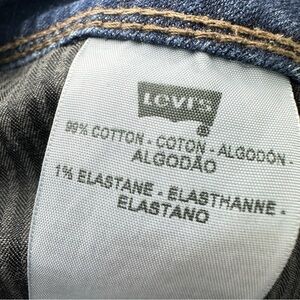 Levi's
99% COTTON - COTON - ALGODÓN -
ALGODÃO
1% ELASTANE - ELASTHANNE -
ELASTANO